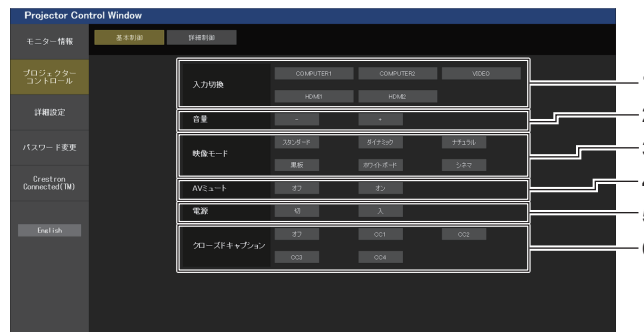 Projector Control Window
モニター情報
基本制御
詳細制御
プロジェクター
コントロール
詳細設定
パスワード変更
Crestron
Connected(TM)
English
入力切換
COMPUTER1
COMPUTER2
VIDEO
HDMI1
HDMI2
音量
-
+
映像モード
スタンダード
ダイナミック
ナチュラル
黒板
ホワイトボード
シネマ
AVミュート
オフ
オン
電源
切
入
クローズドキャプション
オフ
CC1
CC2
CC3
CC4